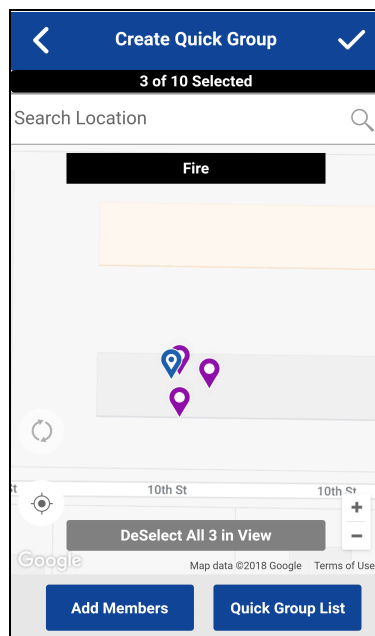 Create Quick Group
3 of 10 Selected
Search Location
Fire
st 10th St 10th St
+
DeSelect All 3 in View
−
Google Map data ©2018 Google Terms of Use
Add Members Quick Group List